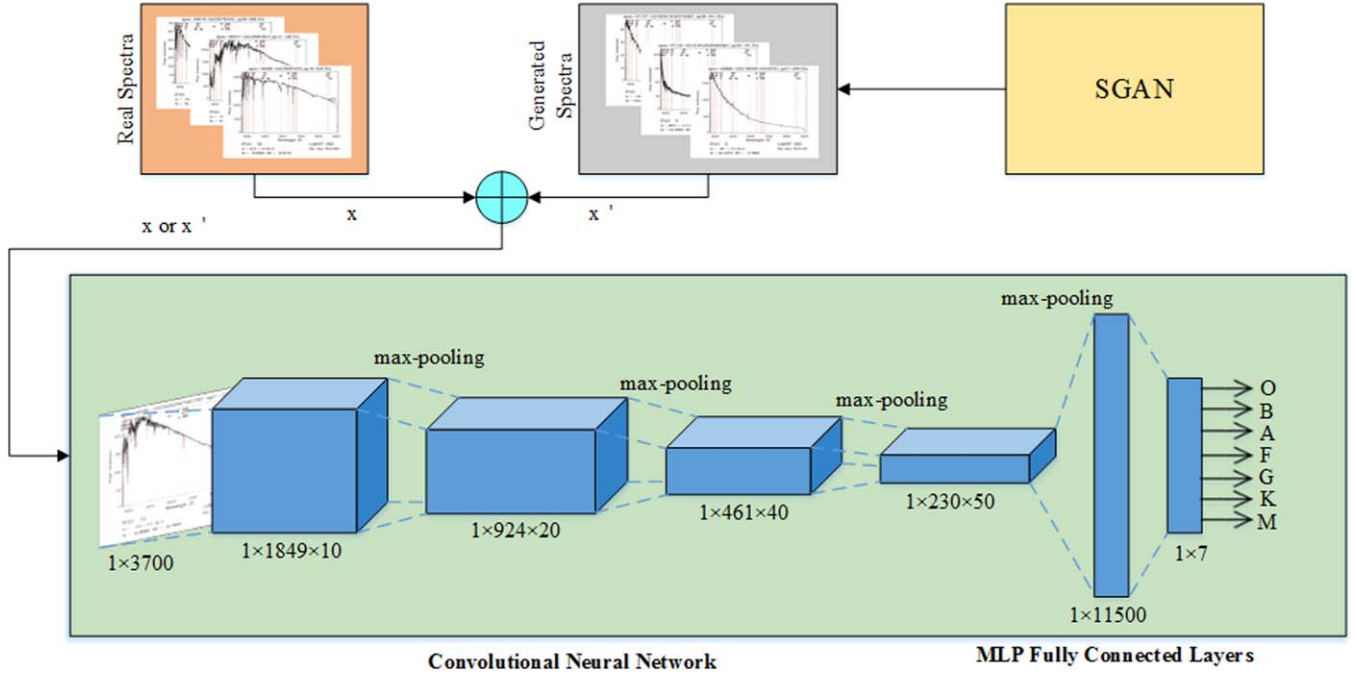 Real Spectra
Generated
Spectra
SGAN
x
x '
x or x '
max-pooling
max-pooling
max-pooling
max-pooling
1×3700
1×1849×10
1×924×20
1×461×40
1×230×50
1×11500
1×7
O
B
A
F
G
K
M
Convolutional Neural Network
MLP Fully Connected Layers